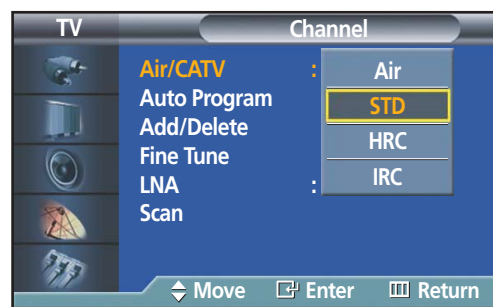 TV Channel
Air/CATV : Air
Auto Program STD
Add/Delete HRC
Fine Tune IRC
LNA :
Scan
Move Enter Return